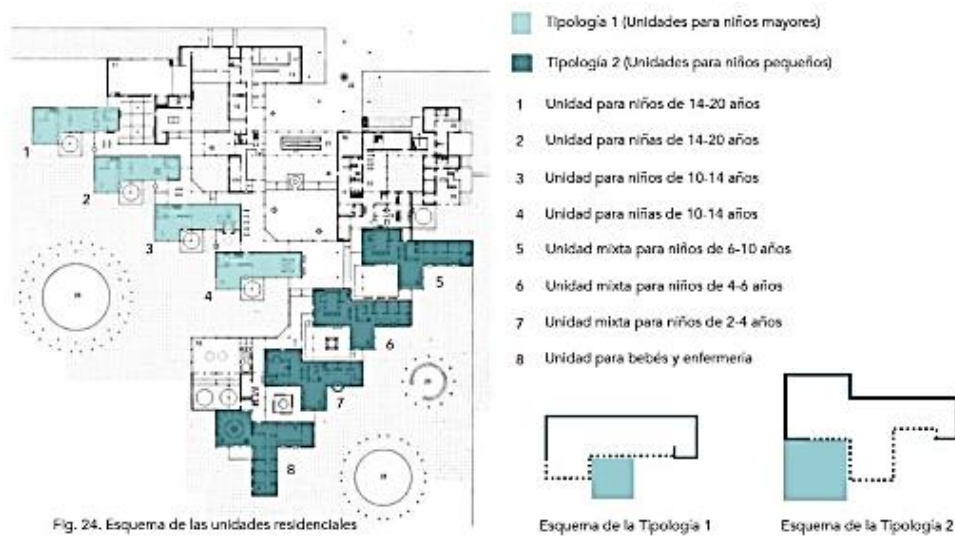 Tipología 1 (Unidades para niños mayores)
Tipología 2 (Unidades para niños pequeños)
1 Unidad para niños de 14-20 años
2 Unidad para niñas de 14-20 años
3 Unidad para niños de 10-14 años
4 Unidad para niñas de 10-14 años
5 Unidad mixta para niños de 6-10 años
6 Unidad mixta para niños de 4-6 años
7 Unidad mixta para niños de 2-4 años
8 Unidad para bebés y enfermería
1
2
3
4
5
6
7
8
Fig. 24. Esquema de las unidades residenciales
Esquema de la Tipología 1
Esquema de la Tipología 2